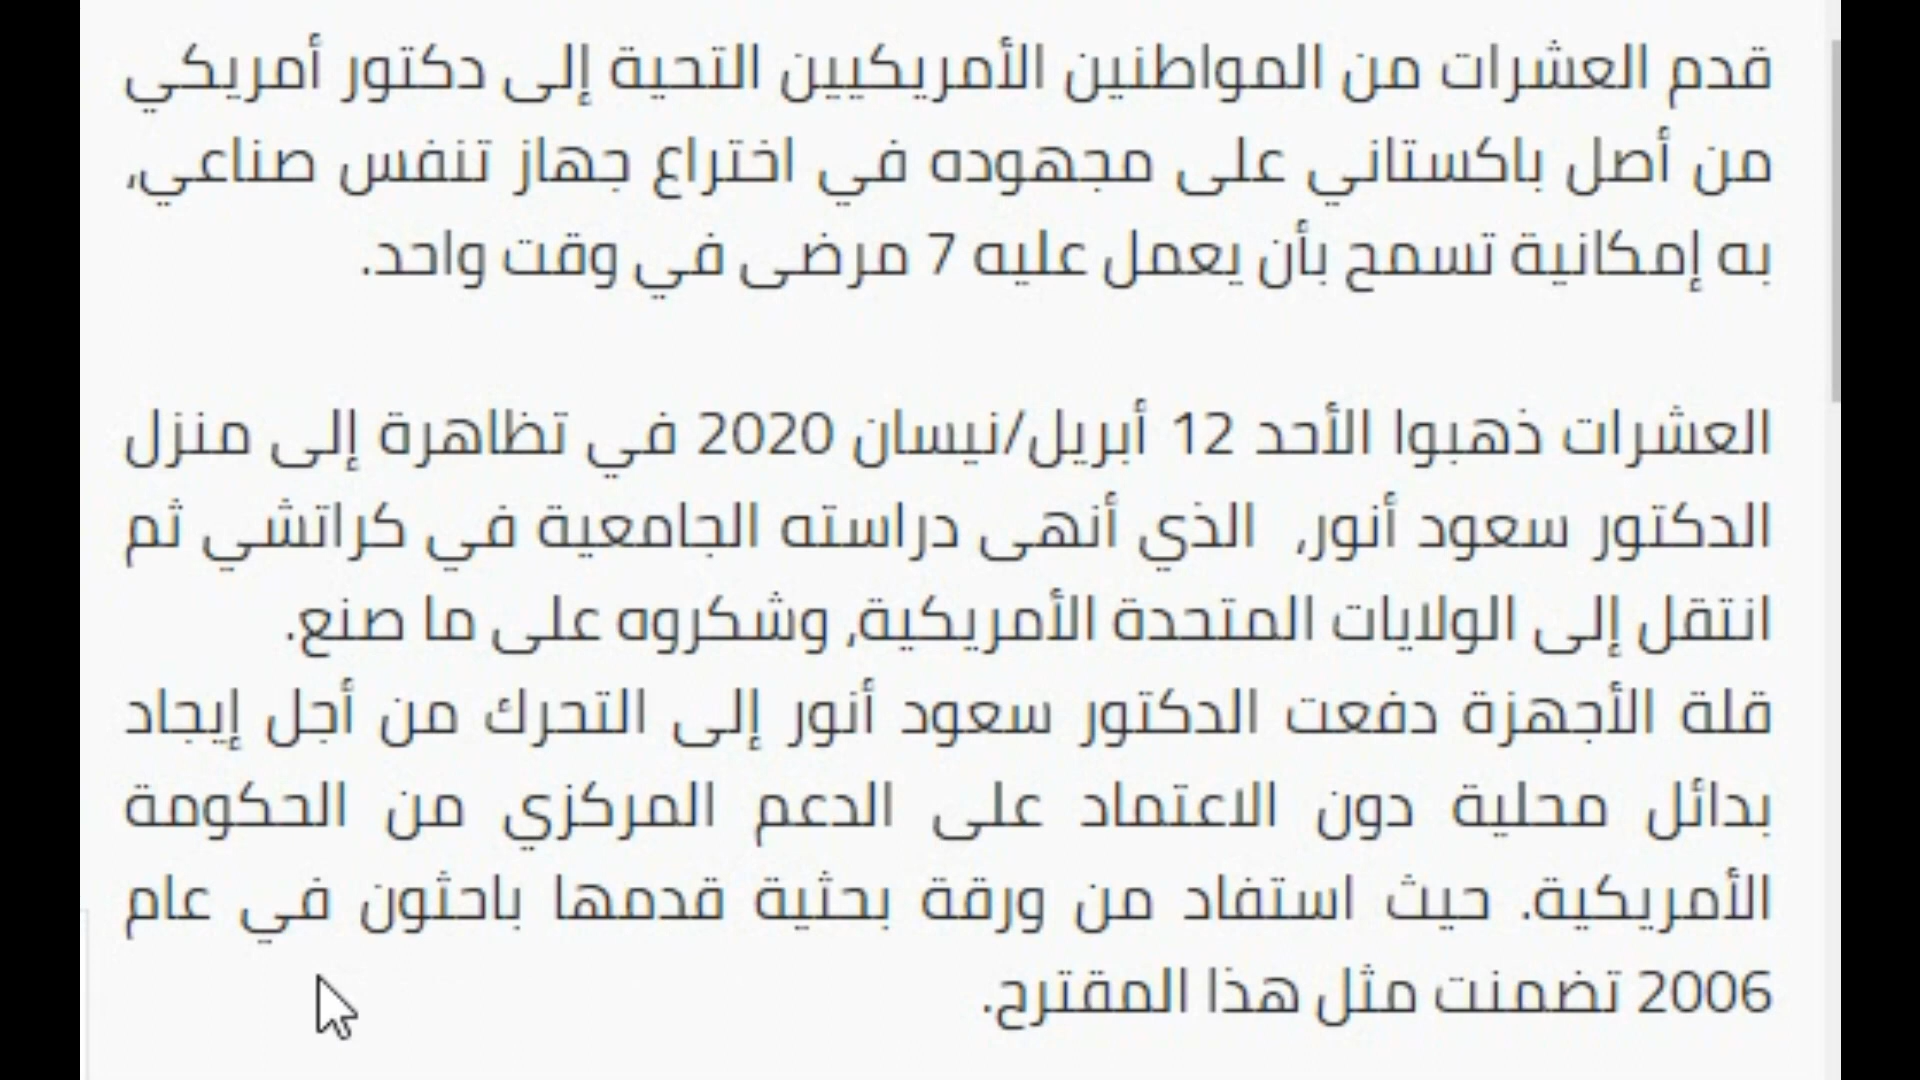 قدم العشرات من المواطنين الأمريكيين التحية إلى دكتور أمريكي
من أصل باكستاني على مجهوده في اختراع جهاز تنفس صناعي,
به إمكانية تسمح بأن يعمل عليه 7 مرضى في وقت واحد.
العشرات ذهبوا الأحد 12 أبريل/نيسان 2020 في تظاهرة إلى منزل
الدكتور سعود أنور, الذي أنهى دراسته الجامعية في كراتشي ثم
انتقل إلى الولايات المتحدة الأمريكية, وشكروه على ما صنع.
قلة الأجهزة دفعت الدكتور سعود أنور إلى التحرك من أجل إيجاد
بدائل محلية دون الاعتماد على الدعم المركزي من الحكومة
الأمريكية. حيث استفاد من ورقة بحثية قدمها باحثون في عام
2006 تضمنت مثل هذا المقترح.